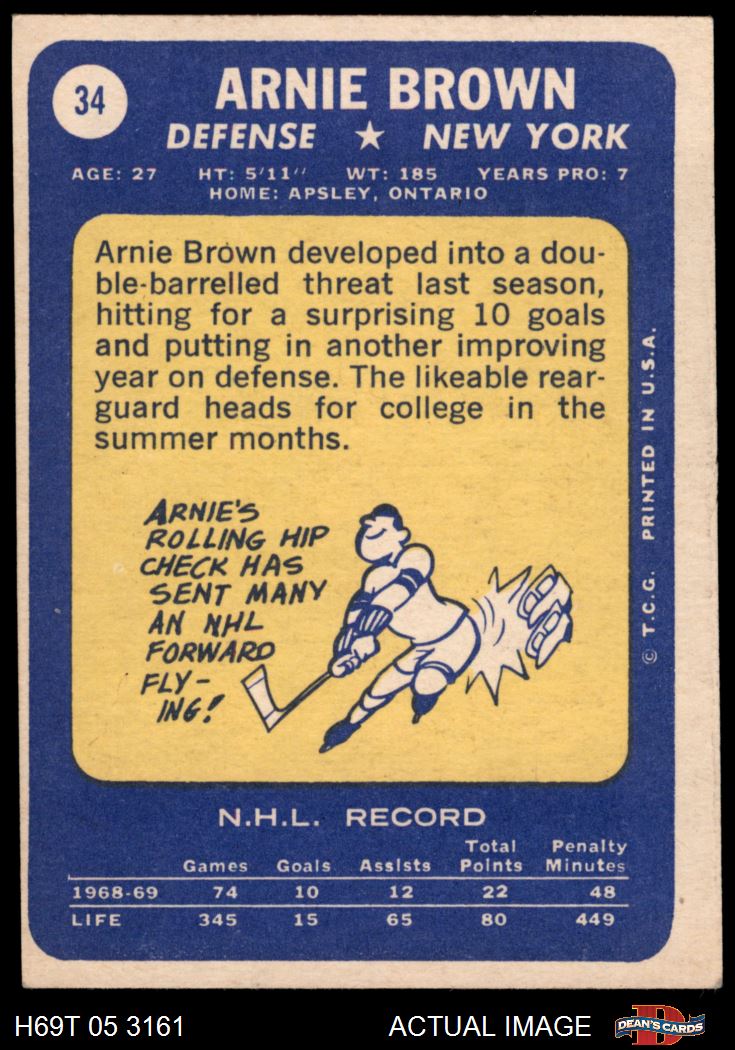 34
ARNIE BROWN
DEFENSE ★ NEW YORK
AGE: 27 HT: 5'11" WT: 185 YEARS PRO: 7
HOME: APSLEY, ONTARIO
Arnie Brown developed into a dou-
ble-barrelled threat last season,
hitting for a surprising 10 goals
and putting in another improving
year on defense. The likeable rear-
guard heads for college in the
summer months.
ARNIE'S
ROLLING HIP
CHECK HAS
SENT MANY
AN NHL
FORWARD
FLY-
ING!
© T.C.G. PRINTED IN U.S.A.
N.H.L. RECORD
Games Goals Assists Total Points Penalty Minutes
1968-69 74 10 12 22 48
LIFE 345 15 65 80 449
H69T 05 3161 ACTUAL IMAGE D DEAN'S CARDS